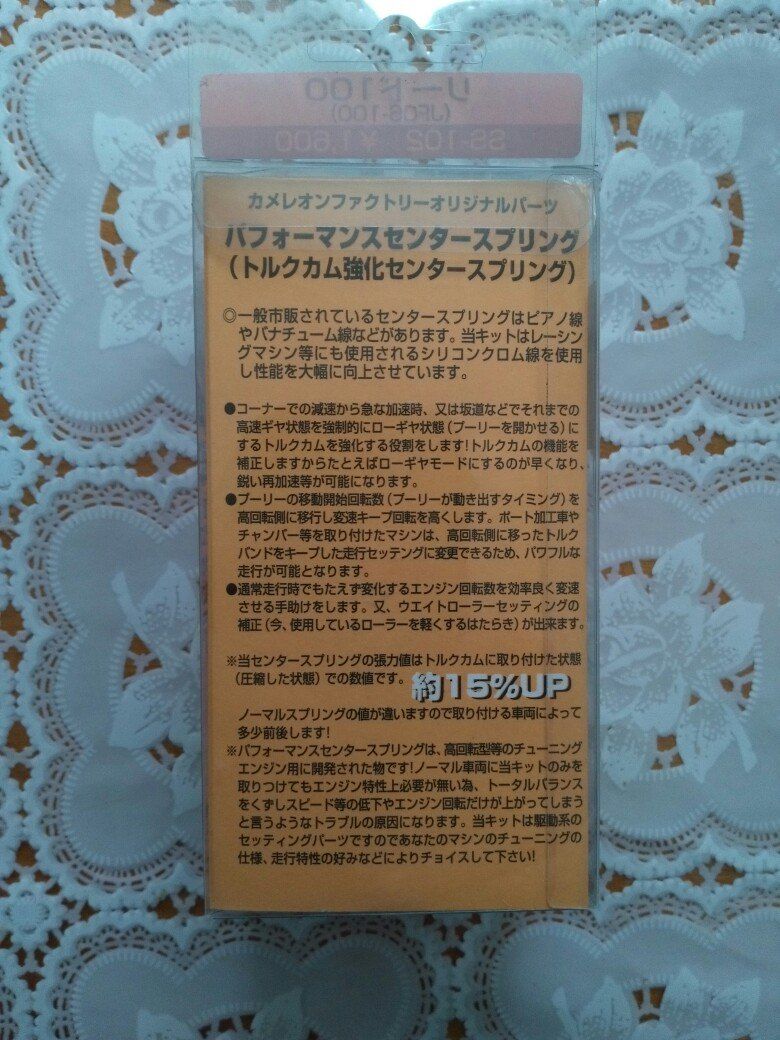 リード100
(JF06-100)
SS-102 ¥1,600
カメレオンファクトリーオリジナルパーツ
パフォーマンスセンタースプリング
(トルクカム強化センタースプリング)
◎一般市販されているセンタースプリングはピアノ線
やバナチューム線などがあります。当キットはレーシン
グマシン等にも使用されるシリコンクロム線を使用
し性能を大幅に向上させています。
●コーナーでの減速から急な加速時、又は坂道などでそれまでの
高速ギヤ状態を強制的にローギヤ状態(プーリーを開かせる)に
するトルクカムを強化する役割をします!トルクカムの機能を
補正しますからたとえばローギヤモードにするのが早くなり、
鋭い再加速等が可能になります。
●プーリーの移動開始回転数(プーリーが動き出すタイミング)を
高回転側に移行し変速キープ回転を高くします。ポート加工車や
チャンバー等を取り付けたマシンは、高回転側に移ったトルク
バンドをキープした走行セッテングに変更できるため、パワフルな
走行が可能となります。
●通常走行時でもたえず変化するエンジン回転数を効率良く変速
させる手助けをします。又、ウエイトローラーセッティングの
補正(今、使用しているローラーを軽くするはたらき)が出来ます。
※当センタースプリングの張力値はトルクカムに取り付けた状態
(圧縮した状態)での数値です。約15%UP
ノーマルスプリングの値が違いますので取り付ける車両によって
多少前後します!
※パフォーマンスセンタースプリングは、高回転型等のチューニング
エンジン用に開発された物です!ノーマル車両に当キットのみを
取りつけてもエンジン特性上必要が無い為、トータルバランス
をくずしスピード等の低下やエンジン回転だけが上がってしまう
と言うようなトラブルの原因になります。当キットは駆動系の
セッティングパーツですのであなたのマシンのチューニングの
仕様、走行特性の好みなどによりチョイスして下さい!